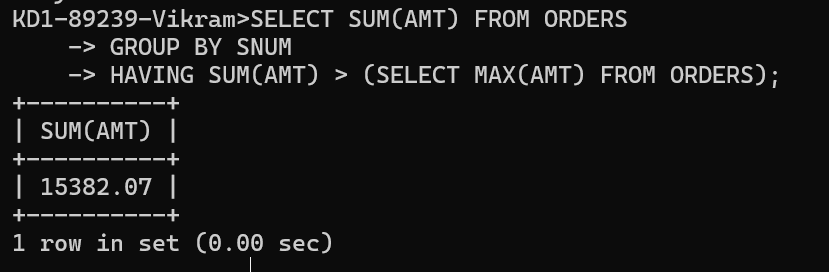 KD1-89239-Vikram>SELECT SUM(AMT) FROM ORDERS
    -> GROUP BY SNUM
    -> HAVING SUM(AMT) > (SELECT MAX(AMT) FROM ORDERS);
+----------+
| SUM(AMT) |
+----------+
| 15382.07 |
+----------+
1 row in set (0.00 sec)